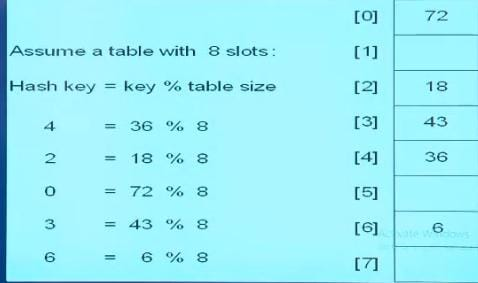 [0] 72
Assume a table with 8 slots: [1]
Hash key = key % table size [2] 18
4 = 36 % 8 [3] 43
2 = 18 % 8 [4] 36
0 = 72 % 8 [5]
3 = 43 % 8 [6] 6
Activate Windows
6 = 6 % 8 [7]